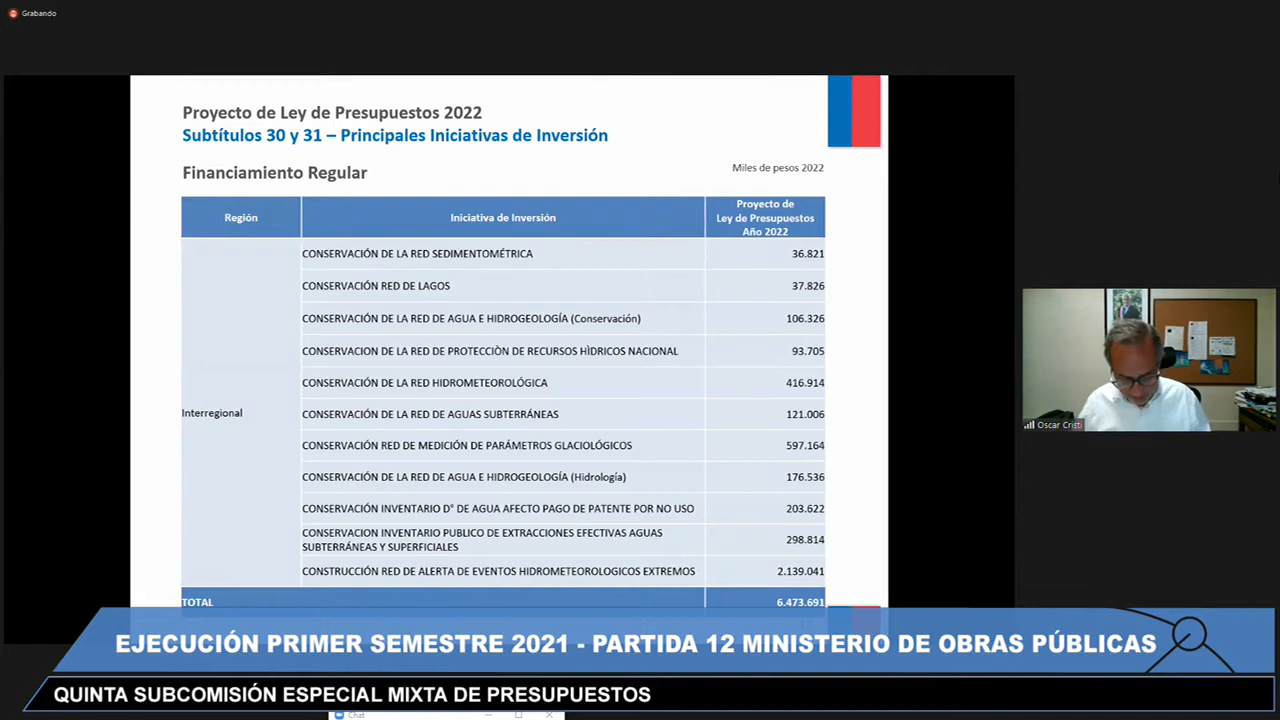 Grabando
Proyecto de Ley de Presupuestos 2022
Subtítulos 30 y 31 – Principales Iniciativas de Inversión
Financiamiento Regular
Miles de pesos 2022
Región
Iniciativa de Inversión
Proyecto de
Ley de Presupuestos
Año 2022
Interregional
CONSERVACIÓN DE LA RED SEDIMENTOMÉTRICA 36.821
CONSERVACIÓN RED DE LAGOS 37.826
CONSERVACIÓN DE LA RED DE AGUA E HIDROGEOLOGÍA (Conservación) 106.326
CONSERVACION DE LA RED DE PROTECCIÒN DE RECURSOS HÌDRICOS NACIONAL 93.705
CONSERVACIÓN DE LA RED HIDROMETEOROLÓGICA 416.914
CONSERVACIÓN DE LA RED DE AGUAS SUBTERRÁNEAS 121.006
CONSERVACIÓN RED DE MEDICIÓN DE PARÁMETROS GLACIOLÓGICOS 597.164
CONSERVACIÓN DE LA RED DE AGUA E HIDROGEOLOGÍA (Hidrología) 176.536
CONSERVACIÓN INVENTARIO D° DE AGUA AFECTO PAGO DE PATENTE POR NO USO 203.622
CONSERVACION INVENTARIO PUBLICO DE EXTRACCIONES EFECTIVAS AGUAS
SUBTERRÁNEAS Y SUPERFICIALES 298.814
CONSTRUCCIÓN RED DE ALERTA DE EVENTOS HIDROMETEOROLOGICOS EXTREMOS 2.139.041
TOTAL 6.473.691
Oscar Cristi
EJECUCIÓN PRIMER SEMESTRE 2021 - PARTIDA 12 MINISTERIO DE OBRAS PÚBLICAS
QUINTA SUBCOMISIÓN ESPECIAL MIXTA DE PRESUPUESTOS
Chat